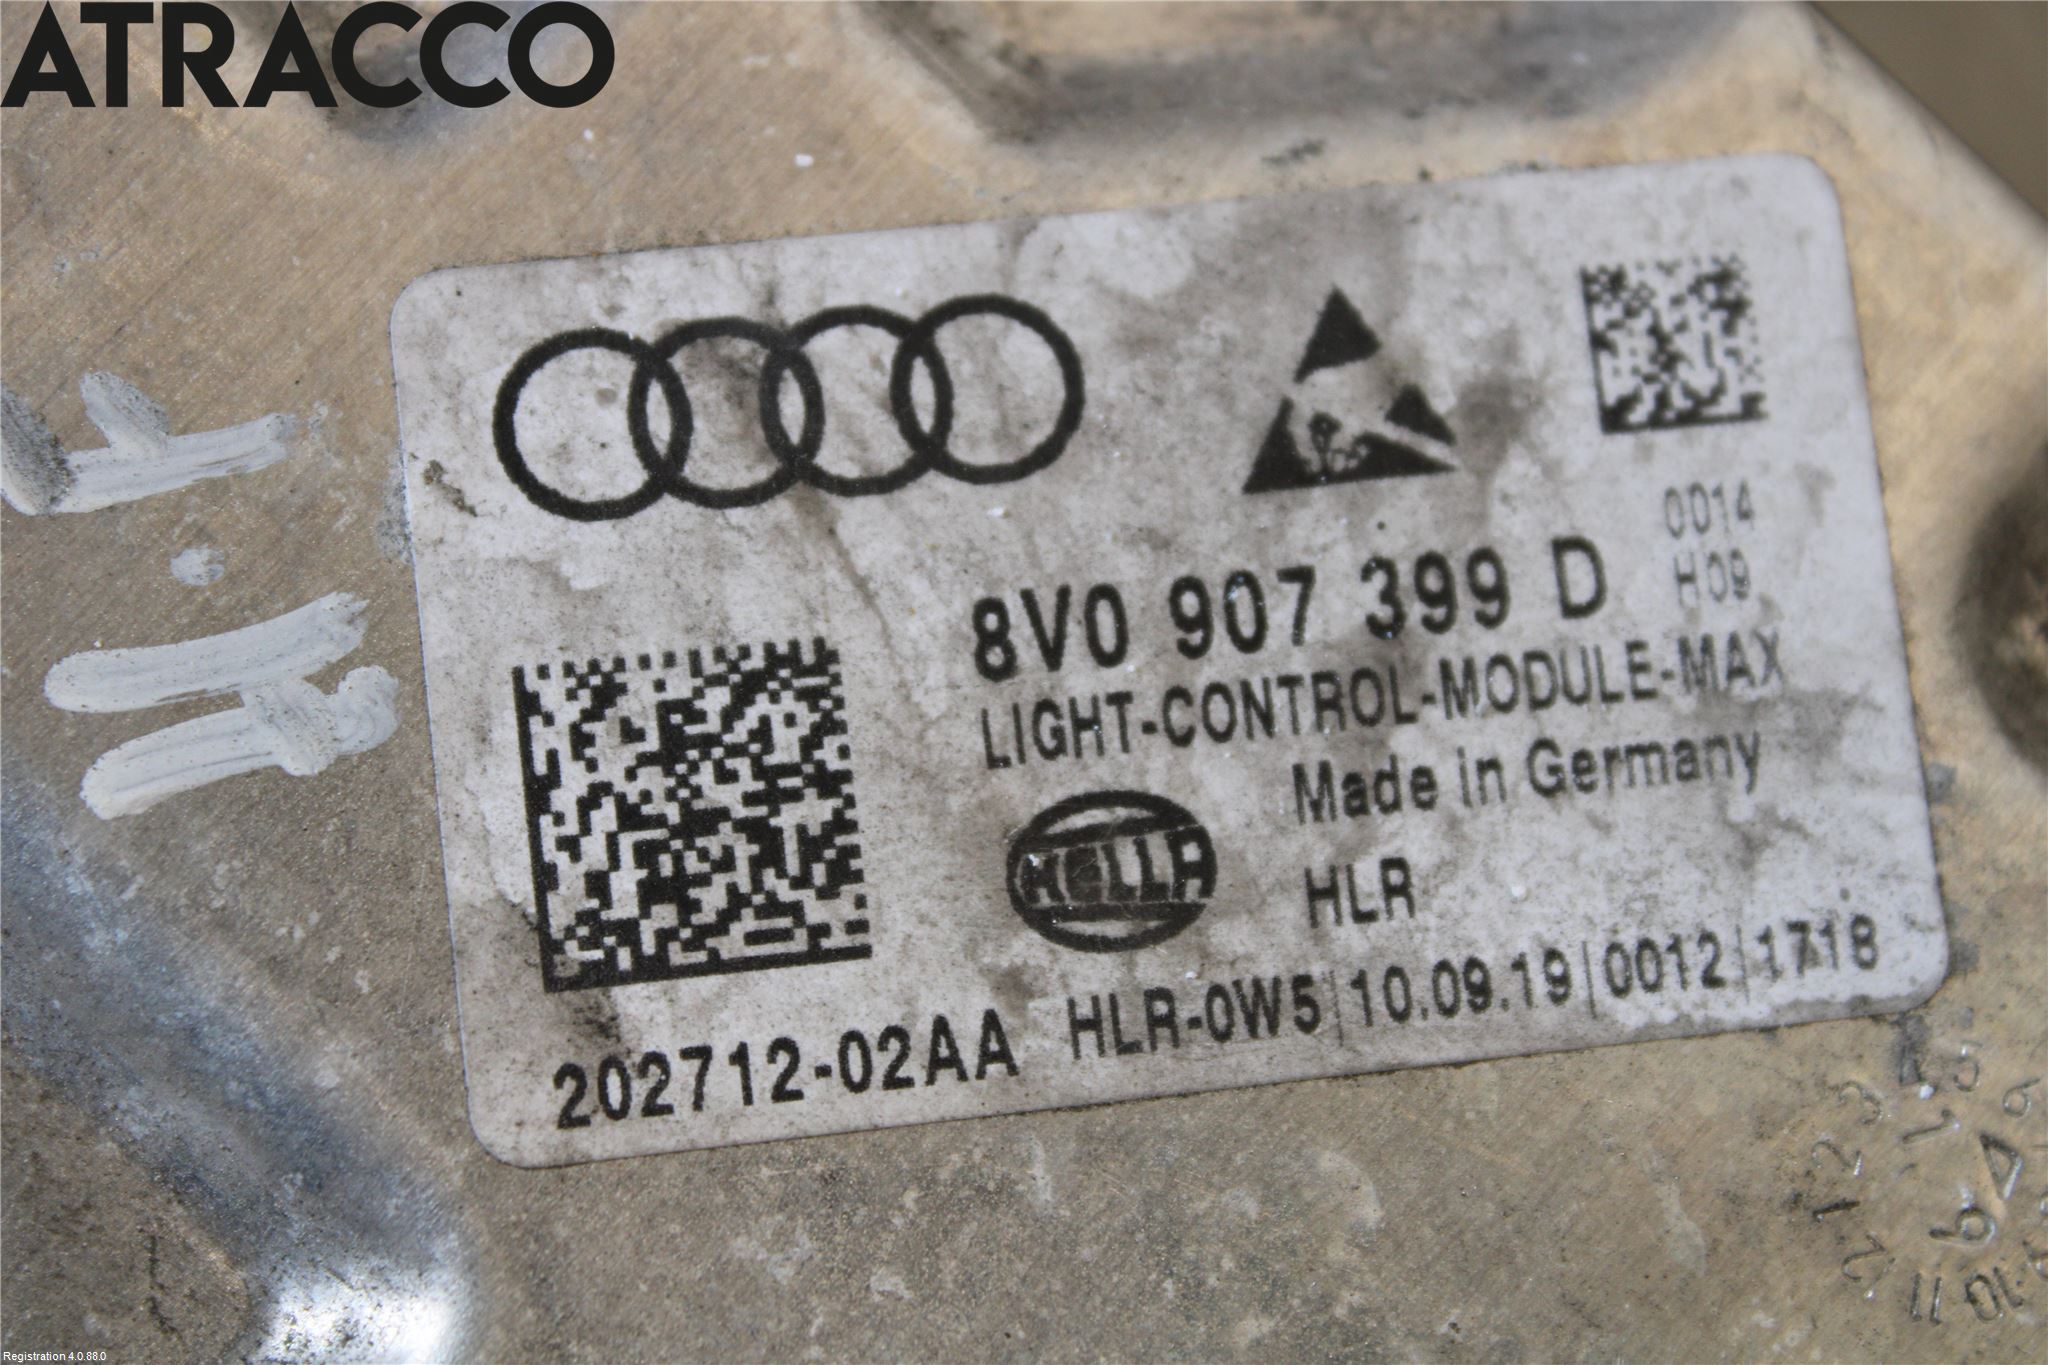 ATRACCO
0014
H09
8V0 907 399 D
LIGHT-CONTROL-MODULE-MAX
Made in Germany
HELLA
HLR
HLR-0W5|10.09.19|0012|1718
202712-02AA
Registration 4.0.88.0